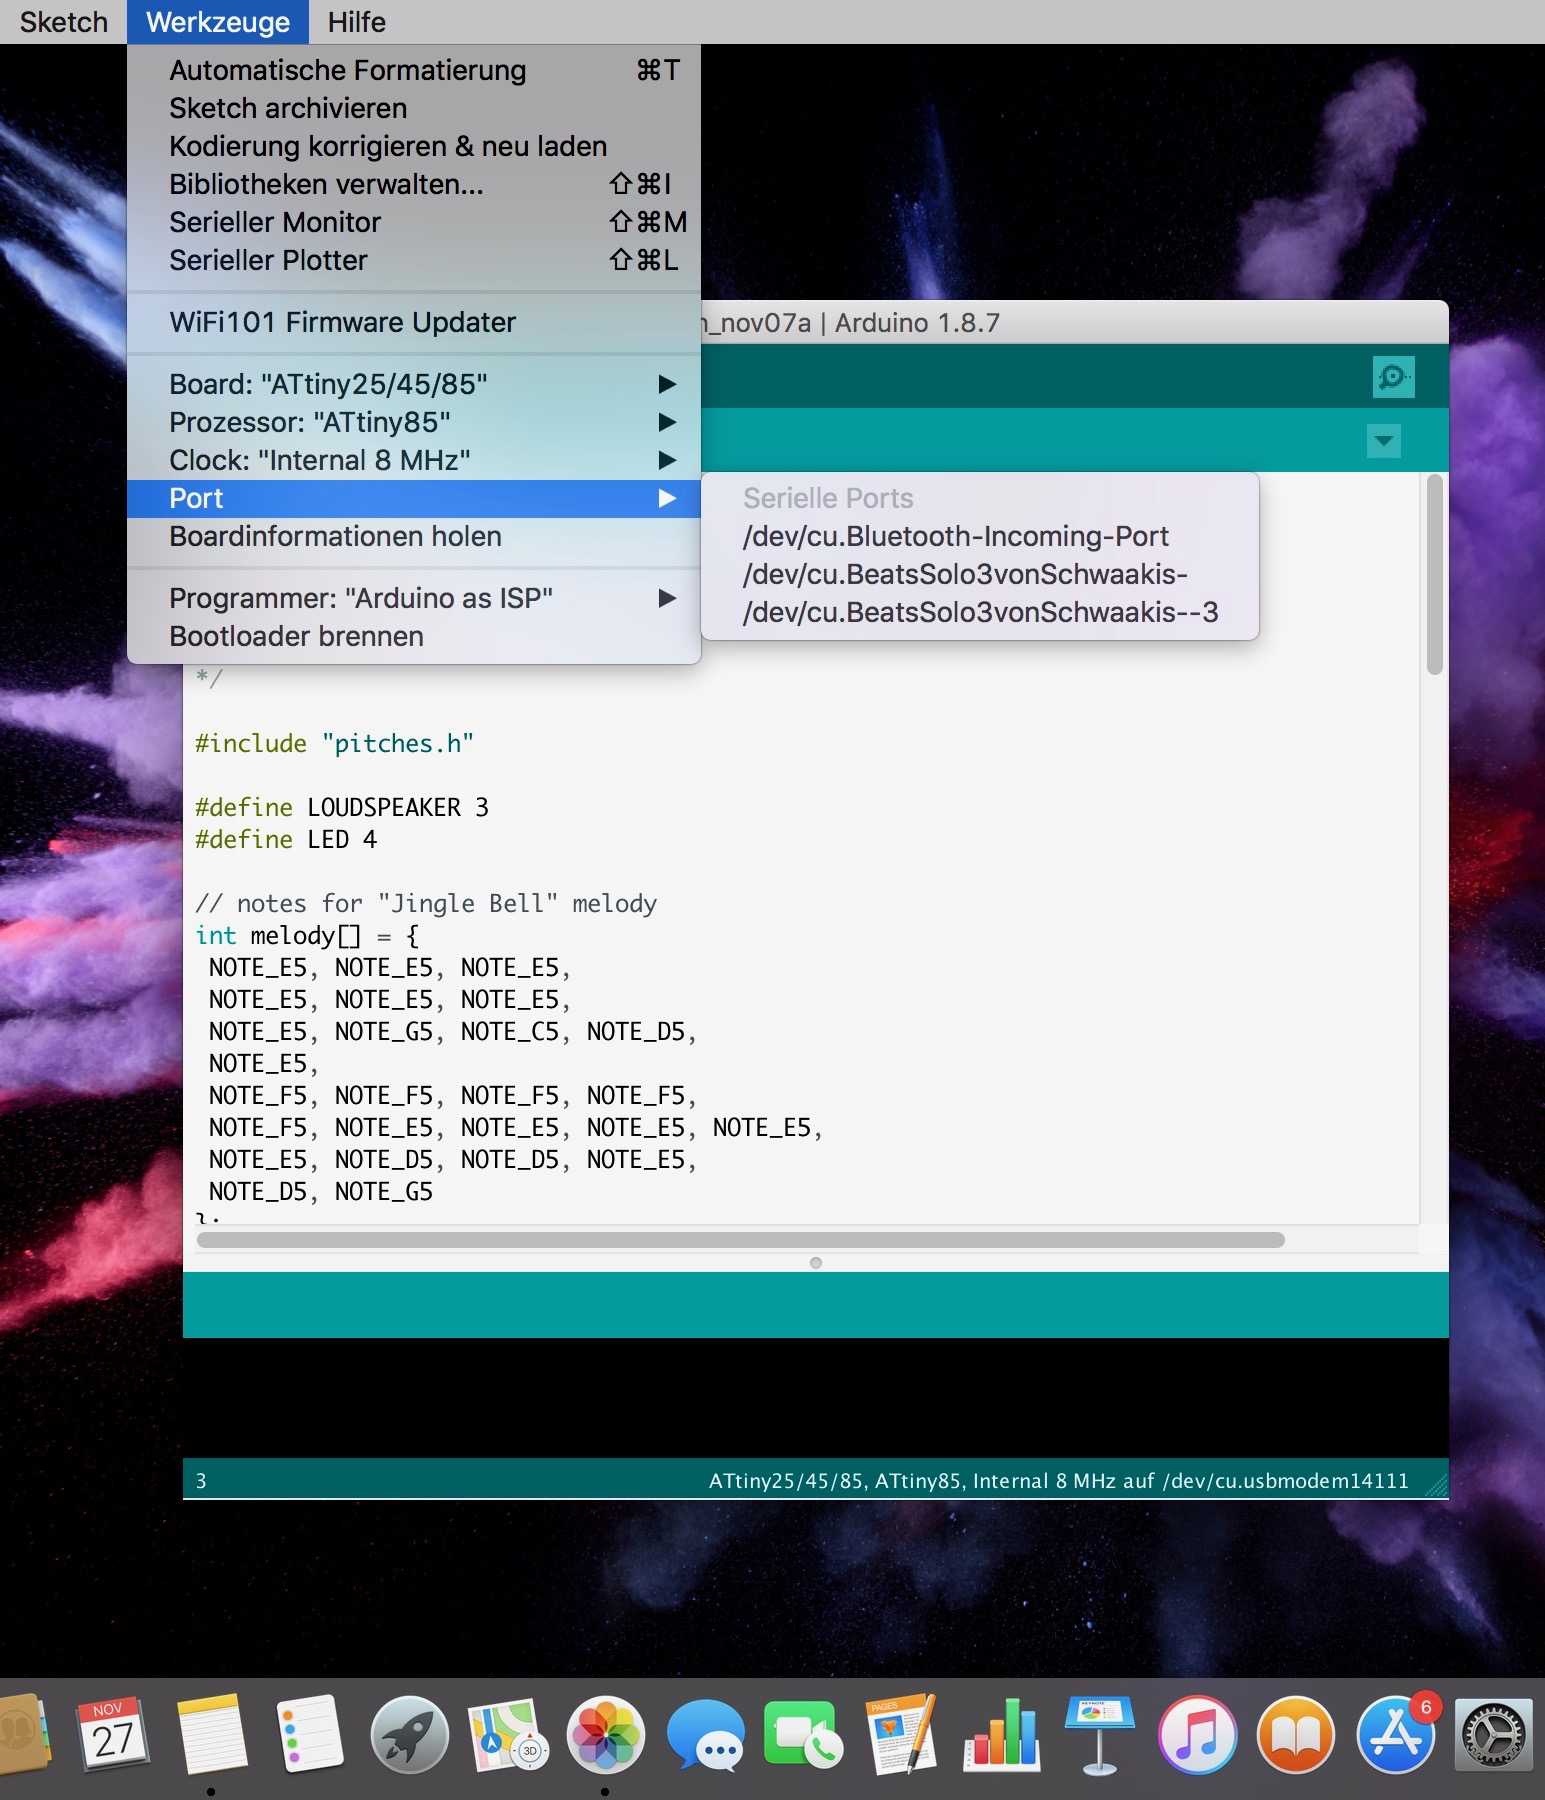 Sketch Werkzeuge Hilfe
Automatische Formatierung ⌘T
Sketch archivieren
Kodierung korrigieren & neu laden
Bibliotheken verwalten... ⇧⌘I
Serieller Monitor ⇧⌘M
Serieller Plotter ⇧⌘L
WiFi101 Firmware Updater
Board: "ATtiny25/45/85" ▶
Prozessor: "ATtiny85" ▶
Clock: "Internal 8 MHz" ▶
Port ▶
Boardinformationen holen
Programmer: "Arduino as ISP" ▶
Bootloader brennen
Serielle Ports
/dev/cu.Bluetooth-Incoming-Port
/dev/cu.BeatsSolo3vonSchwaakis-
/dev/cu.BeatsSolo3vonSchwaakis--3
_nov07a | Arduino 1.8.7
*/
#include "pitches.h"
#define LOUDSPEAKER 3
#define LED 4
// notes for "Jingle Bell" melody
int melody[] = {
NOTE_E5, NOTE_E5, NOTE_E5,
NOTE_E5, NOTE_E5, NOTE_E5,
NOTE_E5, NOTE_G5, NOTE_C5, NOTE_D5,
NOTE_E5,
NOTE_F5, NOTE_F5, NOTE_F5, NOTE_F5,
NOTE_F5, NOTE_E5, NOTE_E5, NOTE_E5, NOTE_E5,
NOTE_E5, NOTE_D5, NOTE_D5, NOTE_E5,
NOTE_D5, NOTE_G5
};
3 ATtiny25/45/85, ATtiny85, Internal 8 MHz auf /dev/cu.usbmodem14111
NOV
27
3D
PAGES
KEYNOTE
6